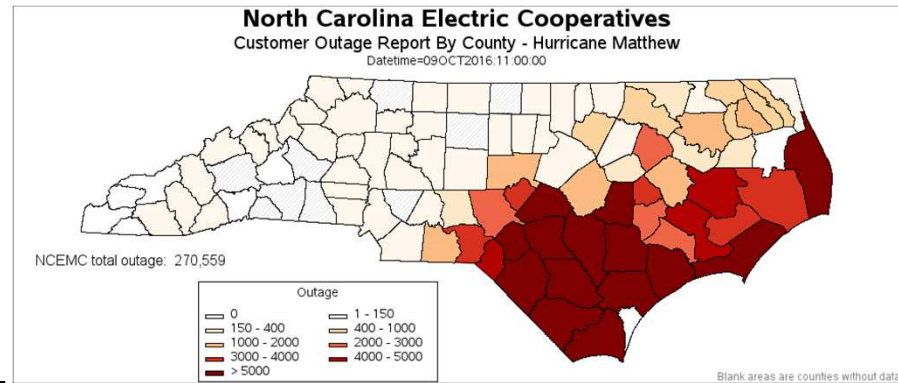 North Carolina Electric Cooperatives
Customer Outage Report By County - Hurricane Matthew
Datetime=09OCT2016:11:00:00
NCEMC total outage: 270,559
Outage
0 1 - 150
150 - 400 400 - 1000
1000 - 2000 2000 - 3000
3000 - 4000 4000 - 5000
> 5000
Blank areas are counties without data